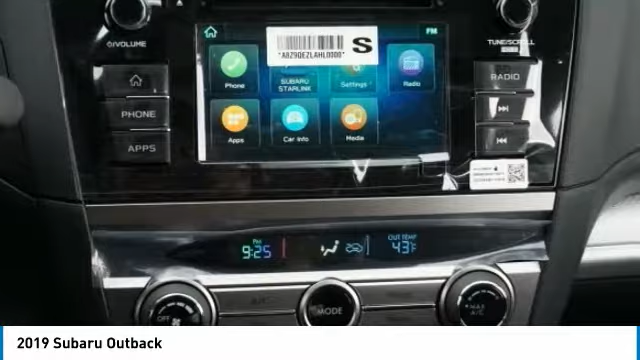 ⏻/VOLUME
FM
S
TUNE/SCROLL
Phone
SUBARU
STARLINK
Settings
Radio
RADIO
PHONE
APPS
Apps
Car Info
Media
PM
9:25
OUT TEMP
43°F
OFF
MODE
MAX
A/C
2019 Subaru Outback